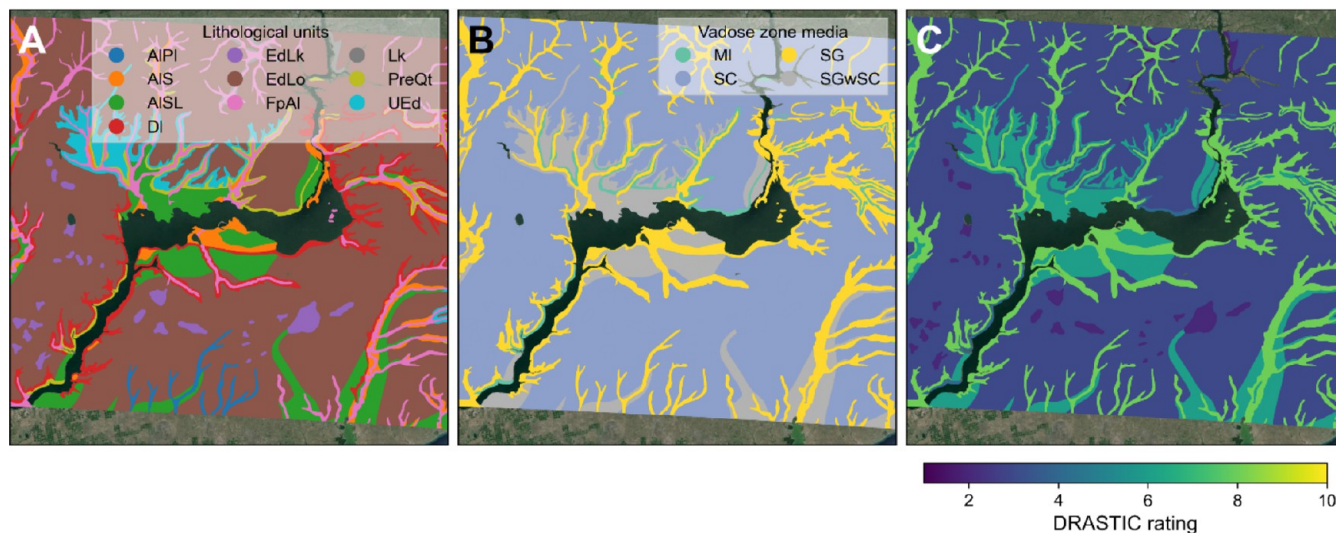 A
Lithological units
AlPl
EdLk
Lk
AlS
EdLo
PreQt
AlSL
FpAl
UEd
Dl
B
Vadose zone media
MI
SG
SC
SGwSC
C
2 4 6 8 10
DRASTIC rating